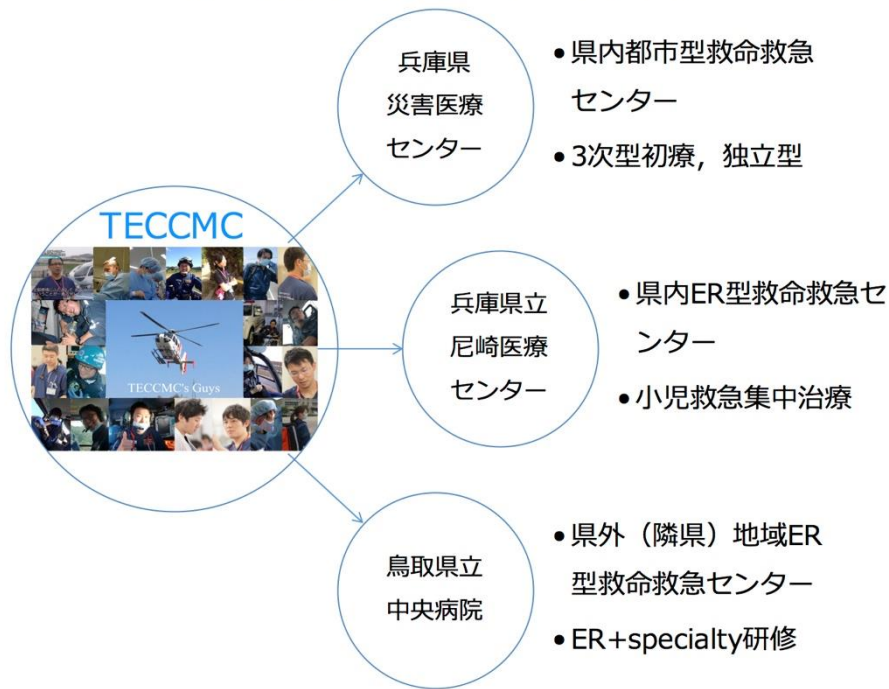 兵庫県
災害医療
センター
• 県内都市型救命救急
センター
• 3次型初療，独立型
TECCMC
TECCMC's Guys
兵庫県立
尼崎医療
センター
• 県内ER型救命救急セ
ンター
• 小児救急集中治療
鳥取県立
中央病院
• 県外（隣県）地域ER
型救命救急センター
• ER+specialty研修